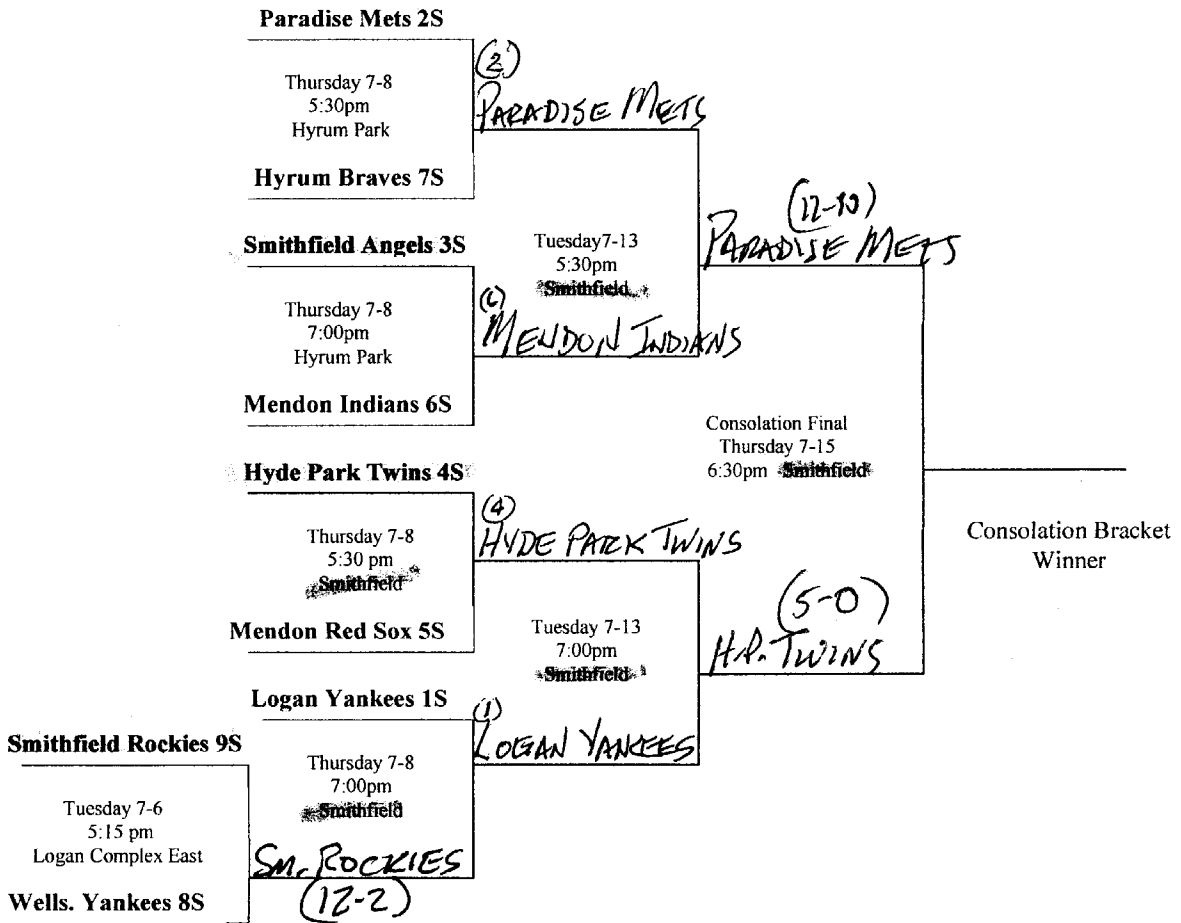 Paradise Mets 2S
Thursday 7-8
5:30pm
Hyrum Park
(2)
PARADISE METS
Hyrum Braves 7S
Smithfield Angels 3S
Thursday 7-8
7:00pm
Hyrum Park
Mendon Indians 6S
Tuesday7-13
5:30pm
Smithfield
MENDON INDIANS
(12-10)
PARADISE METS
Hyde Park Twins 4S
Thursday 7-8
5:30 pm
Smithfield
(4)
HYDE PARK TWINS
Mendon Red Sox 5S
Consolation Final
Thursday 7-15
6:30pm Smithfield
Consolation Bracket
Winner
Tuesday 7-13
7:00pm
Smithfield
(5-0)
H.P. TWINS
Logan Yankees 1S
Thursday 7-8
7:00pm
Smithfield
(1)
LOGAN YANKEES
Smithfield Rockies 9S
Tuesday 7-6
5:15 pm
Logan Complex East
Wells. Yankees 8S
SM. ROCKIES
(12-2)